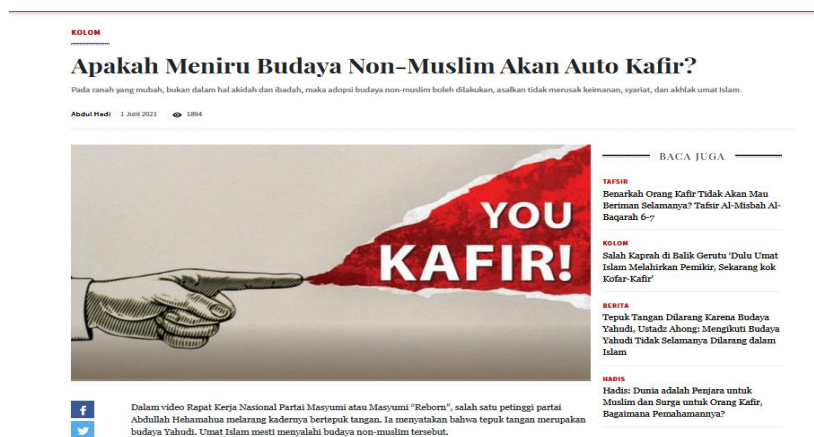 KOLOM
Apakah Meniru Budaya Non-Muslim Akan Auto Kafir?
Pada ranah yang mubah, bukan dalam hal akidah dan ibadah, maka adopsi budaya non-muslim boleh dilakukan, asalkan tidak merusak keimanan, syariat, dan akhlak umat Islam.
Abdul Hadi 1 Juni 2021 1894
YOU
KAFIR!
Dalam video Rapat Kerja Nasional Partai Masyumi atau Masyumi “Reborn”, salah satu petinggi partai
Abdullah Hehamahua melarang kadernya bertepuk tangan. Ia menyatakan bahwa tepuk tangan merupakan
budaya Yahudi. Umat Islam mesti menyalahi budaya non-muslim tersebut.
BACA JUGA
TAFSIR
Benarkah Orang Kafir Tidak Akan Mau
Beriman Selamanya? Tafsir Al-Misbah Al-
Baqarah 6-7
KOLOM
Salah Kaprah di Balik Gerutu ‘Dulu Umat
Islam Melahirkan Pemikir, Sekarang kok
Kofar-Kafir’
BERITA
Tepuk Tangan Dilarang Karena Budaya
Yahudi, Ustadz Ahong: Mengikuti Budaya
Yahudi Tidak Selamanya Dilarang dalam
Islam
HADIS
Hadis: Dunia adalah Penjara untuk
Muslim dan Surga untuk Orang Kafir,
Bagaimana Pemahamannya?